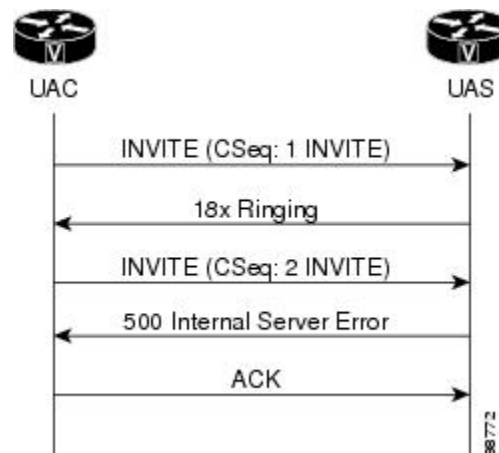 V V
UAC UAS
INVITE (CSeq: 1 INVITE)
18x Ringing
INVITE (CSeq: 2 INVITE)
500 Internal Server Error
ACK